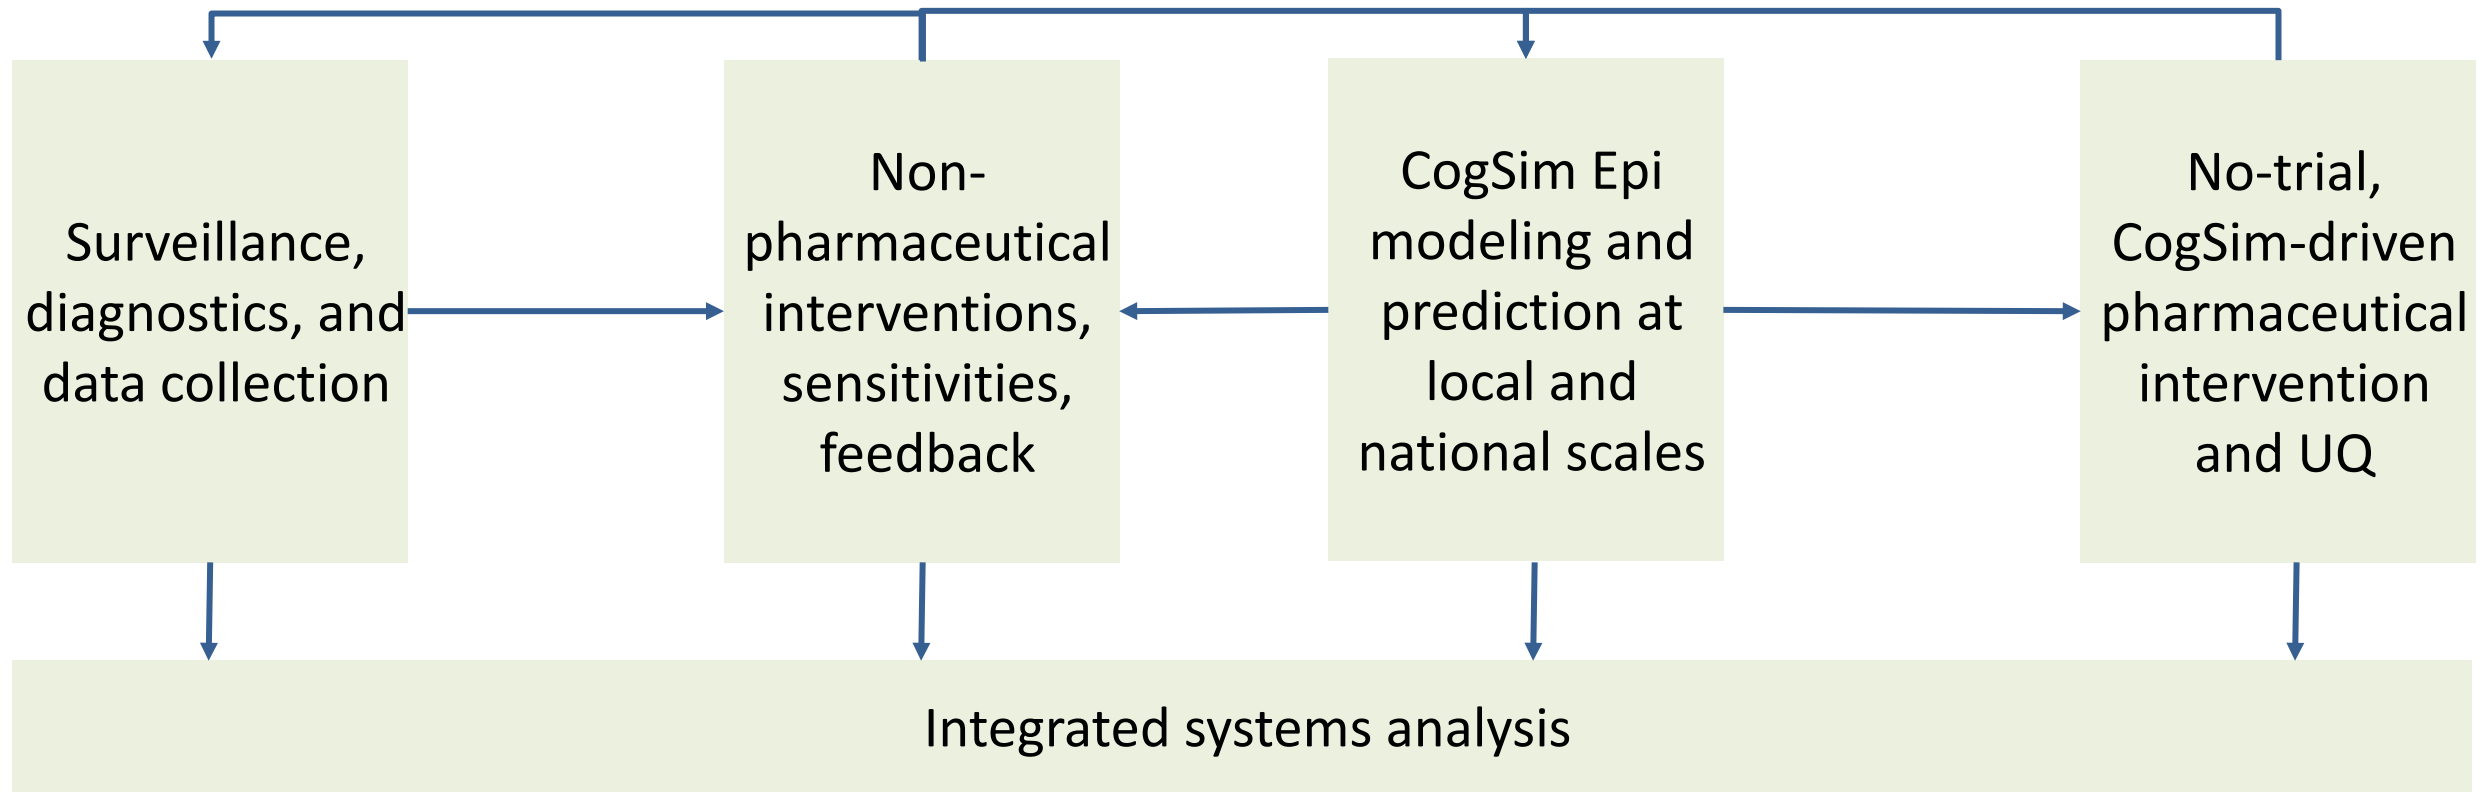 Surveillance,
diagnostics, and
data collection
Non-
pharmaceutical
interventions,
sensitivities,
feedback
CogSim Epi
modeling and
prediction at
local and
national scales
No-trial,
CogSim-driven
pharmaceutical
intervention
and UQ
Integrated systems analysis